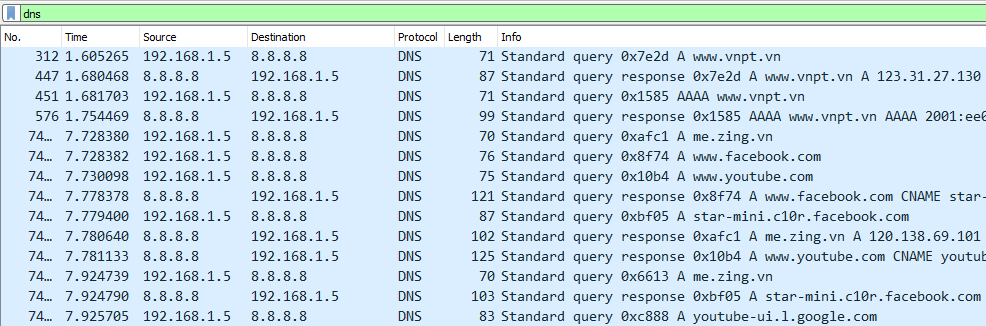 dns
No. Time Source Destination Protocol Length Info
312 1.605265 192.168.1.5 8.8.8.8 DNS 71 Standard query 0x7e2d A www.vnpt.vn
447 1.680468 8.8.8.8 192.168.1.5 DNS 87 Standard query response 0x7e2d A www.vnpt.vn A 123.31.27.130
451 1.681703 192.168.1.5 8.8.8.8 DNS 71 Standard query 0x1585 AAAA www.vnpt.vn
576 1.754469 8.8.8.8 192.168.1.5 DNS 99 Standard query response 0x1585 AAAA www.vnpt.vn AAAA 2001:ee0
74… 7.728380 192.168.1.5 8.8.8.8 DNS 70 Standard query 0xafc1 A me.zing.vn
74… 7.728382 192.168.1.5 8.8.8.8 DNS 76 Standard query 0x8f74 A www.facebook.com
74… 7.730098 192.168.1.5 8.8.8.8 DNS 75 Standard query 0x10b4 A www.youtube.com
74… 7.778378 8.8.8.8 192.168.1.5 DNS 121 Standard query response 0x8f74 A www.facebook.com CNAME star-
74… 7.779400 192.168.1.5 8.8.8.8 DNS 87 Standard query 0xbf05 A star-mini.c10r.facebook.com
74… 7.780640 8.8.8.8 192.168.1.5 DNS 102 Standard query response 0xafc1 A me.zing.vn A 120.138.69.101
74… 7.781133 8.8.8.8 192.168.1.5 DNS 125 Standard query response 0x10b4 A www.youtube.com CNAME youtub
74… 7.924739 192.168.1.5 8.8.8.8 DNS 70 Standard query 0x6613 A me.zing.vn
74… 7.924790 8.8.8.8 192.168.1.5 DNS 103 Standard query response 0xbf05 A star-mini.c10r.facebook.com
74… 7.925705 192.168.1.5 8.8.8.8 DNS 83 Standard query 0xc888 A youtube-ui.l.google.com